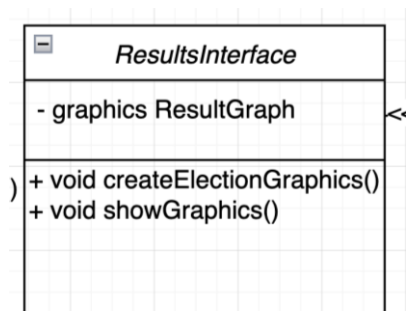 ResultsInterface
- graphics ResultGraph
)
+ void createElectionGraphics()
+ void showGraphics()